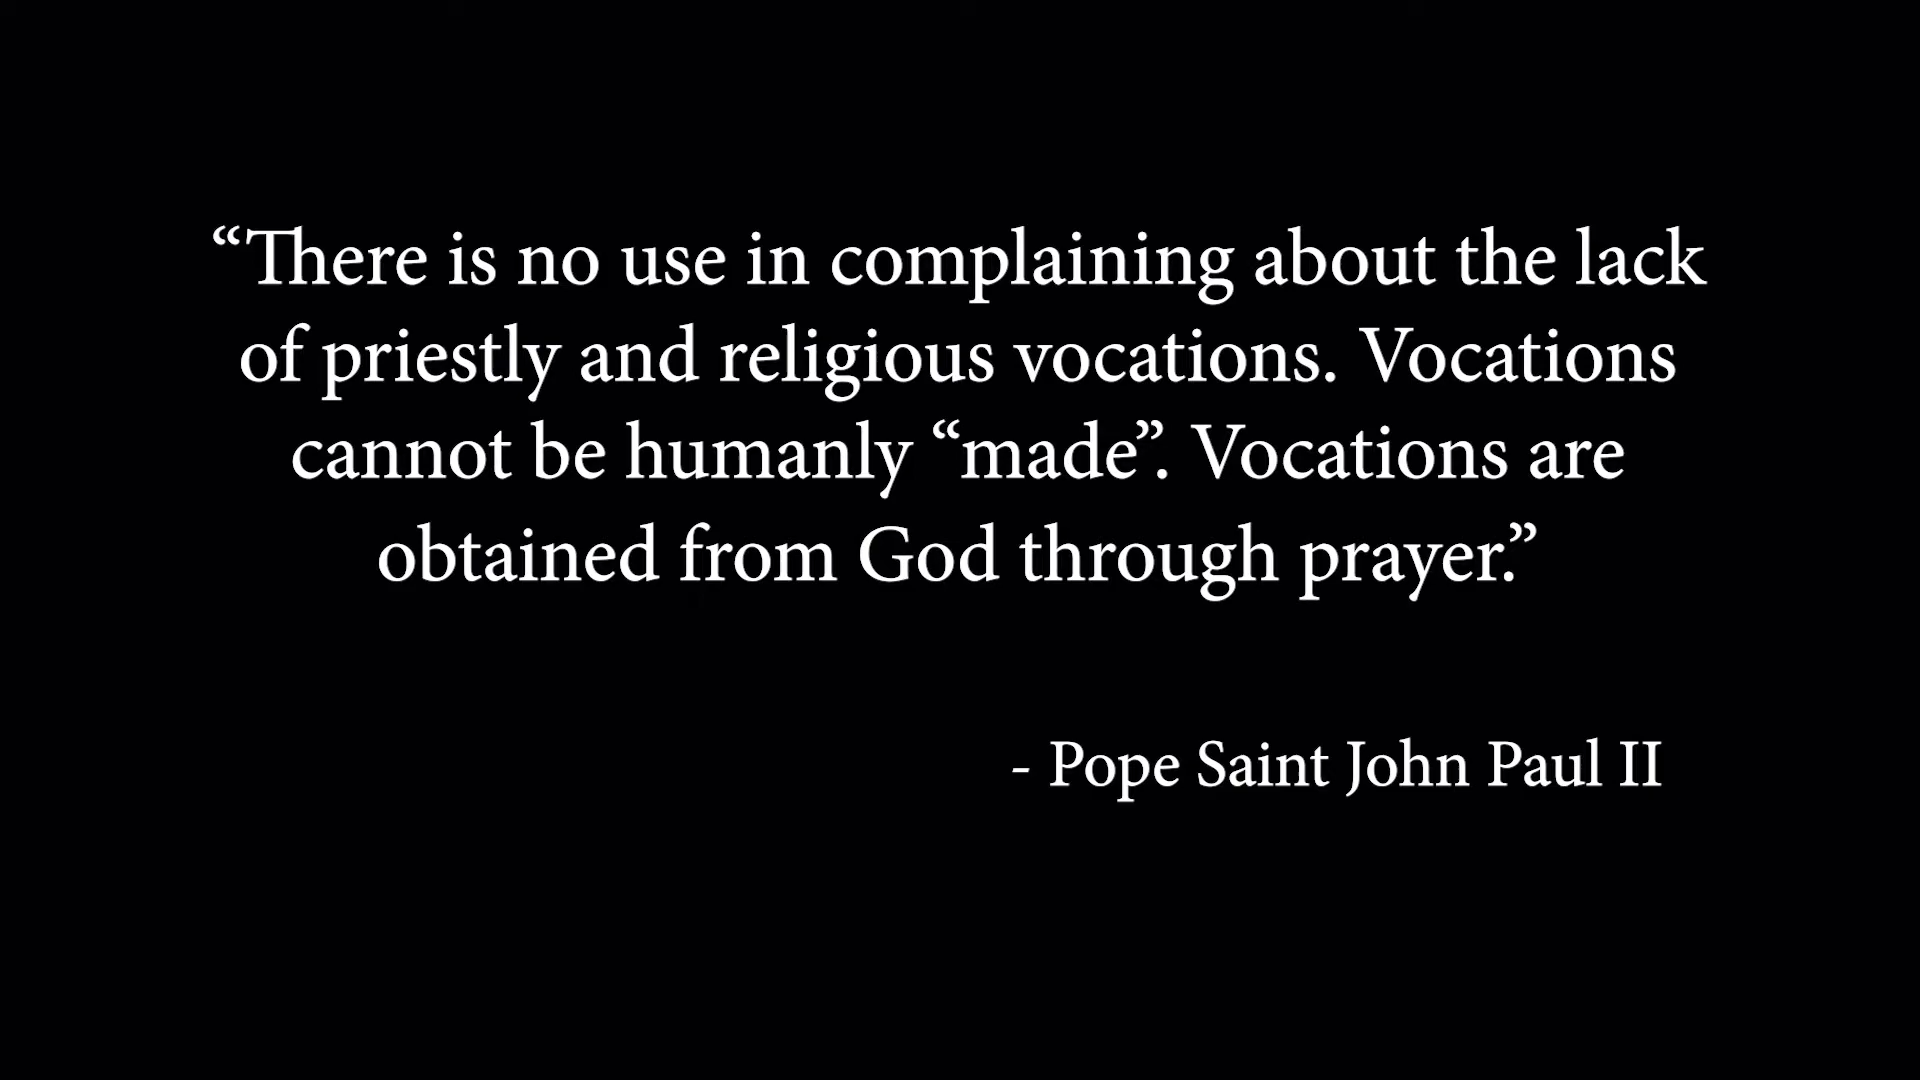 “There is no use in complaining about the lack
of priestly and religious vocations. Vocations
cannot be humanly “made”. Vocations are
obtained from God through prayer.”
- Pope Saint John Paul II